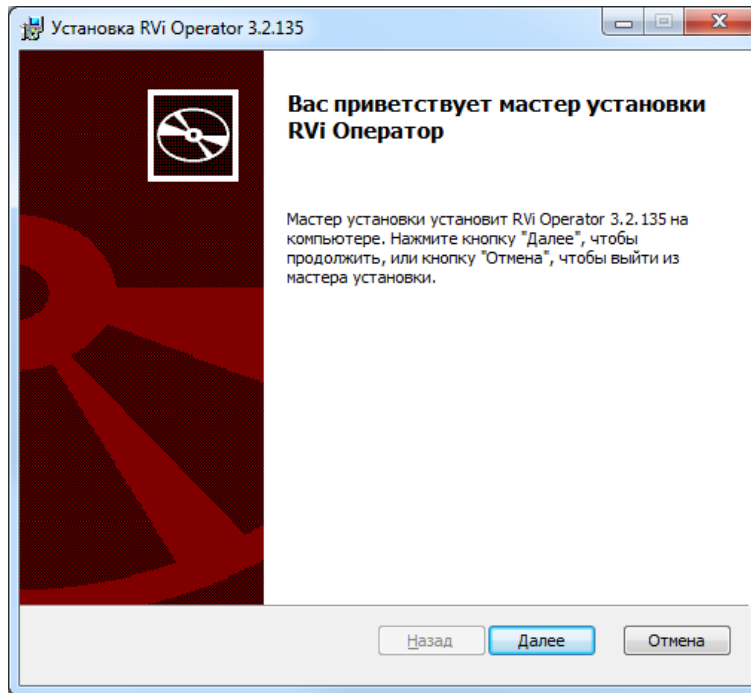 Установка RVi Operator 3.2.135
Вас приветствует мастер установки
RVi Оператор
Мастер установки установит RVi Operator 3.2.135 на
компьютере. Нажмите кнопку "Далее", чтобы
продолжить, или кнопку "Отмена", чтобы выйти из
мастера установки.
Назад Далее Отмена